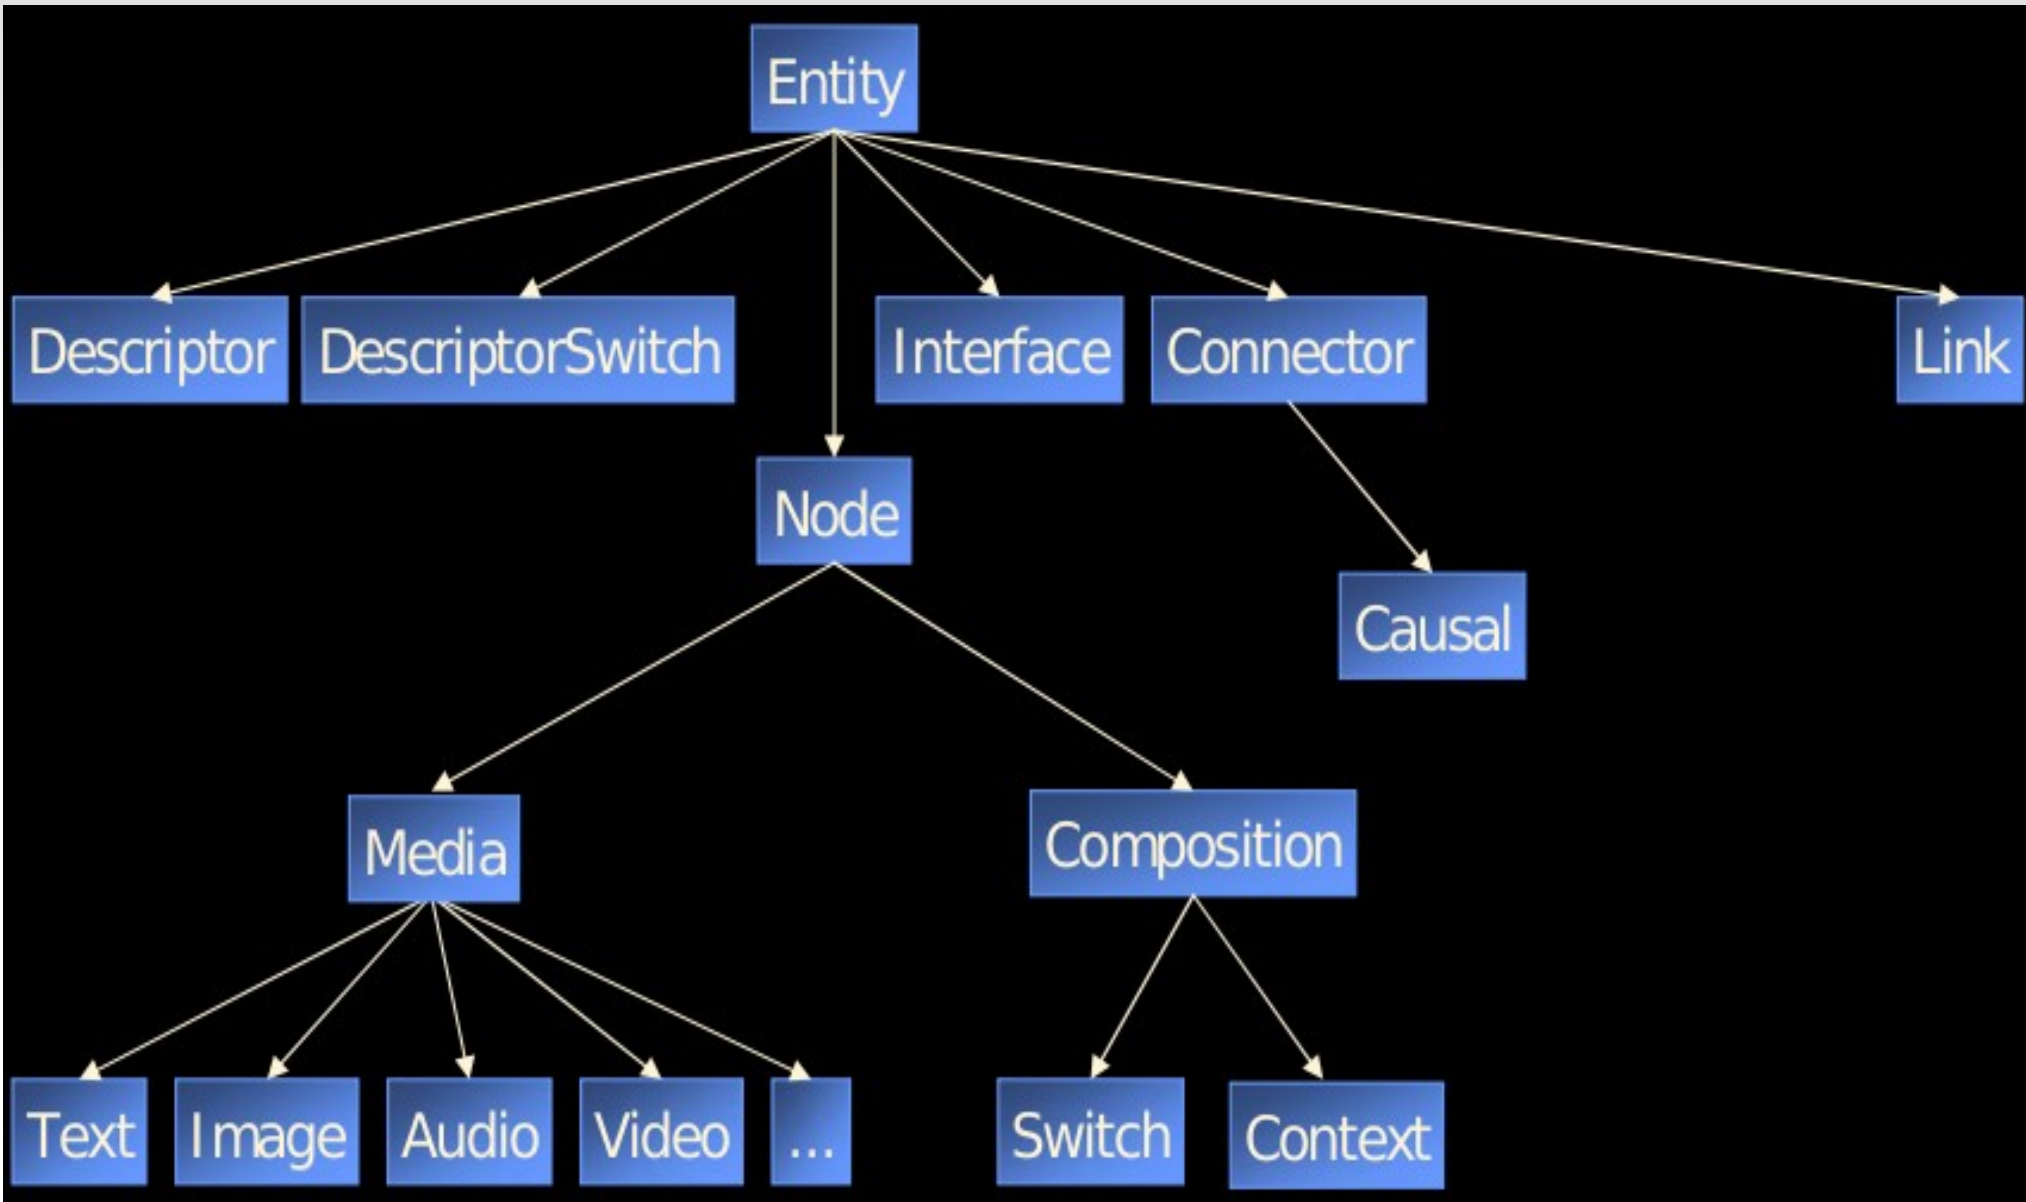 Entity
Descriptor
DescriptorSwitch
Interface
Connector
Link
Node
Causal
Media
Composition
Text
Image
Audio
Video
...
Switch
Context